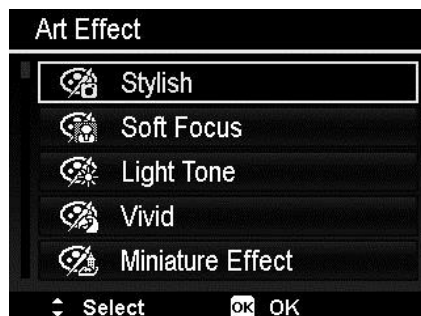 Art Effect
Stylish
Soft Focus
Light Tone
Vivid
Miniature Effect
Select OK OK